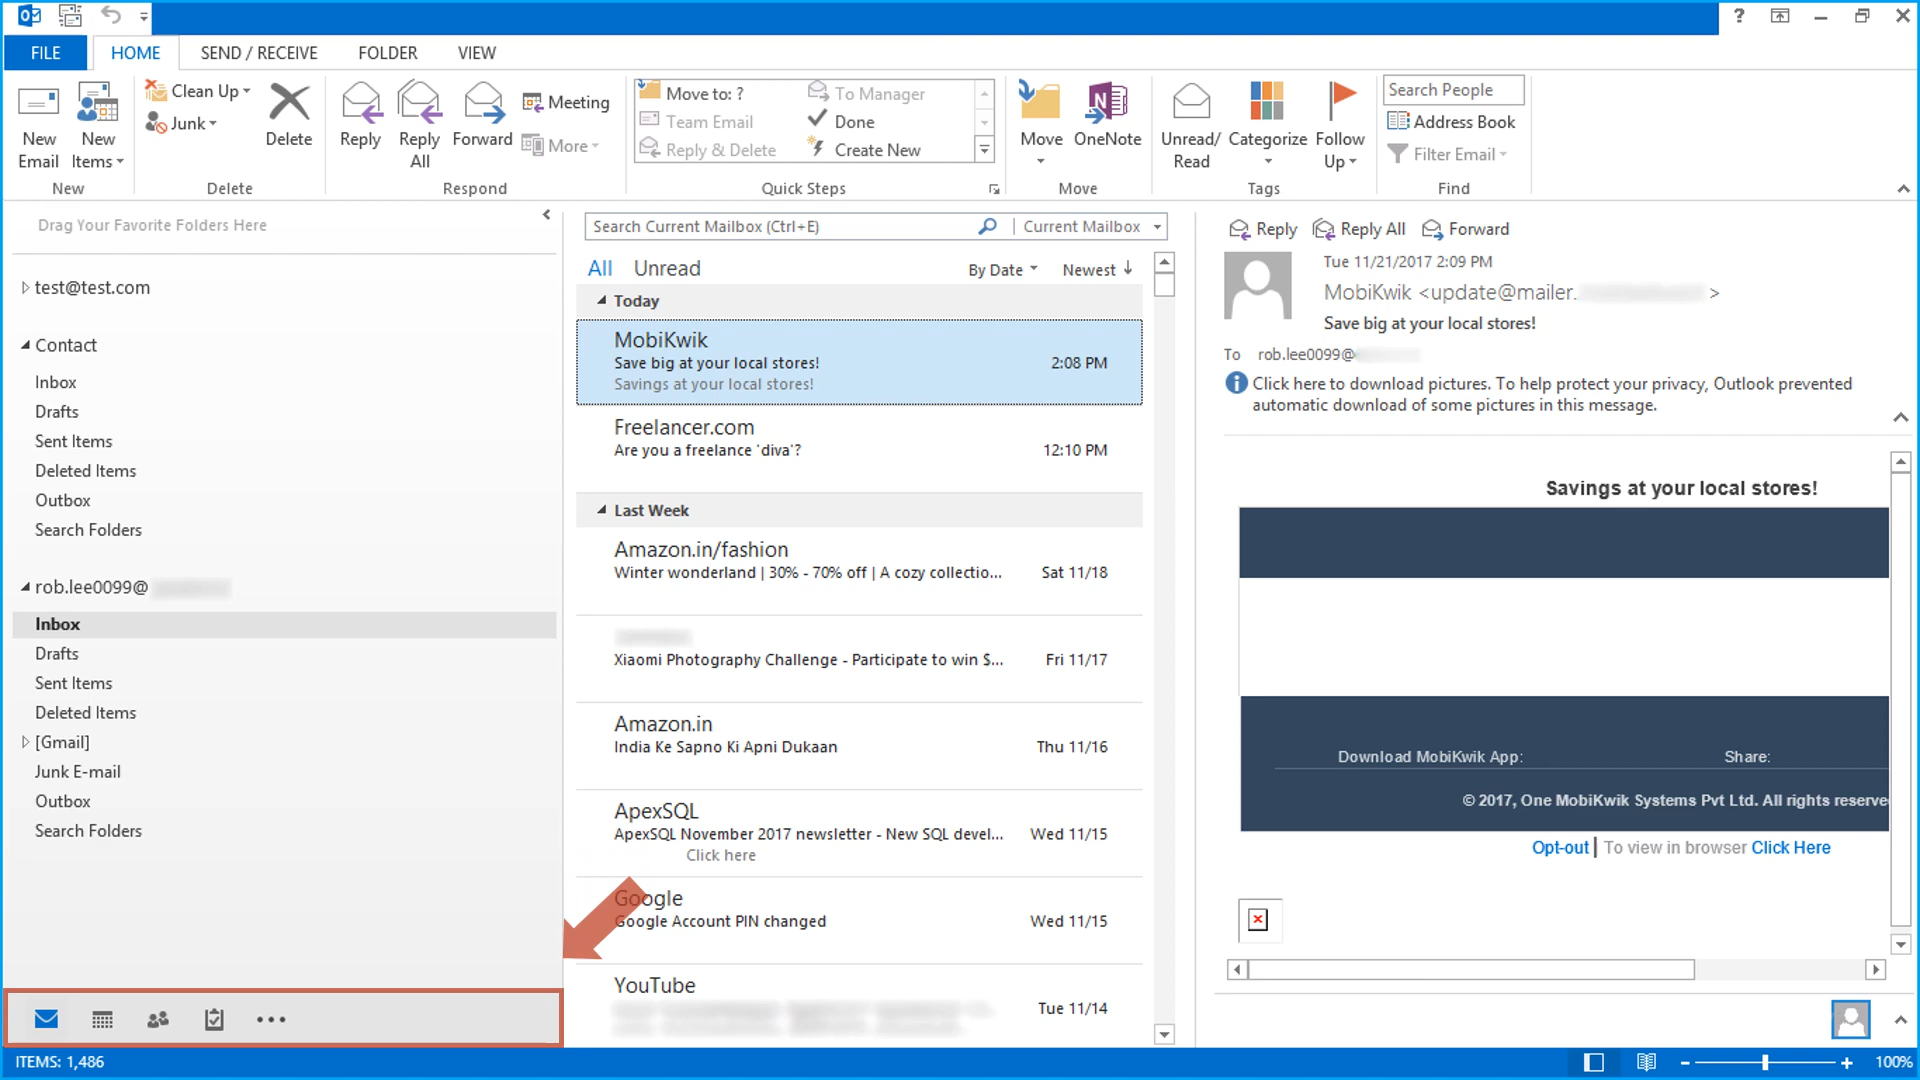 FILE
HOME
SEND / RECEIVE
FOLDER
VIEW
New
Email
New
Items
New
Clean Up
Junk
Delete
Delete
Reply
Reply
All
Forward
Meeting
More
Respond
Move to: ?
Team Email
Reply & Delete
To Manager
Done
Create New
Quick Steps
Move
OneNote
Move
Unread/
Read
Categorize
Follow
Up
Tags
Search People
Address Book
Filter Email
Find
Drag Your Favorite Folders Here
test@test.com
Contact
Inbox
Drafts
Sent Items
Deleted Items
Outbox
Search Folders
rob.lee0099@
Inbox
Drafts
Sent Items
Deleted Items
[Gmail]
Junk E-mail
Outbox
Search Folders
Search Current Mailbox (Ctrl+E)
Current Mailbox
All
Unread
By Date
Newest
Today
MobiKwik
Save big at your local stores!
2:08 PM
Savings at your local stores!
Freelancer.com
Are you a freelance 'diva'?
12:10 PM
Last Week
Amazon.in/fashion
Winter wonderland | 30% - 70% off | A cozy collectio...
Sat 11/18
Xiaomi Photography Challenge - Participate to win $...
Fri 11/17
Amazon.in
India Ke Sapno Ki Apni Dukaan
Thu 11/16
ApexSQL
ApexSQL November 2017 newsletter - New SQL devel...
Wed 11/15
Click here
Google
Google Account PIN changed
Wed 11/15
YouTube
Tue 11/14
Reply
Reply All
Forward
Tue 11/21/2017 2:09 PM
MobiKwik <update@mailer. >
Save big at your local stores!
To rob.lee0099@
Click here to download pictures. To help protect your privacy, Outlook prevented
automatic download of some pictures in this message.
Savings at your local stores!
Download MobiKwik App:
Share:
© 2017, One MobiKwik Systems Pvt Ltd. All rights reserve
Opt-out | To view in browser Click Here
ITEMS: 1,486
100%